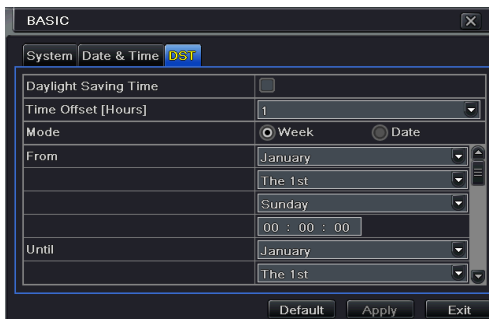 BASIC
System Date & Time DST
Daylight Saving Time
Time Offset [Hours] 1
Mode Week Date
From January
The 1st
Sunday
00 : 00 : 00
Until January
The 1st
Default Apply Exit